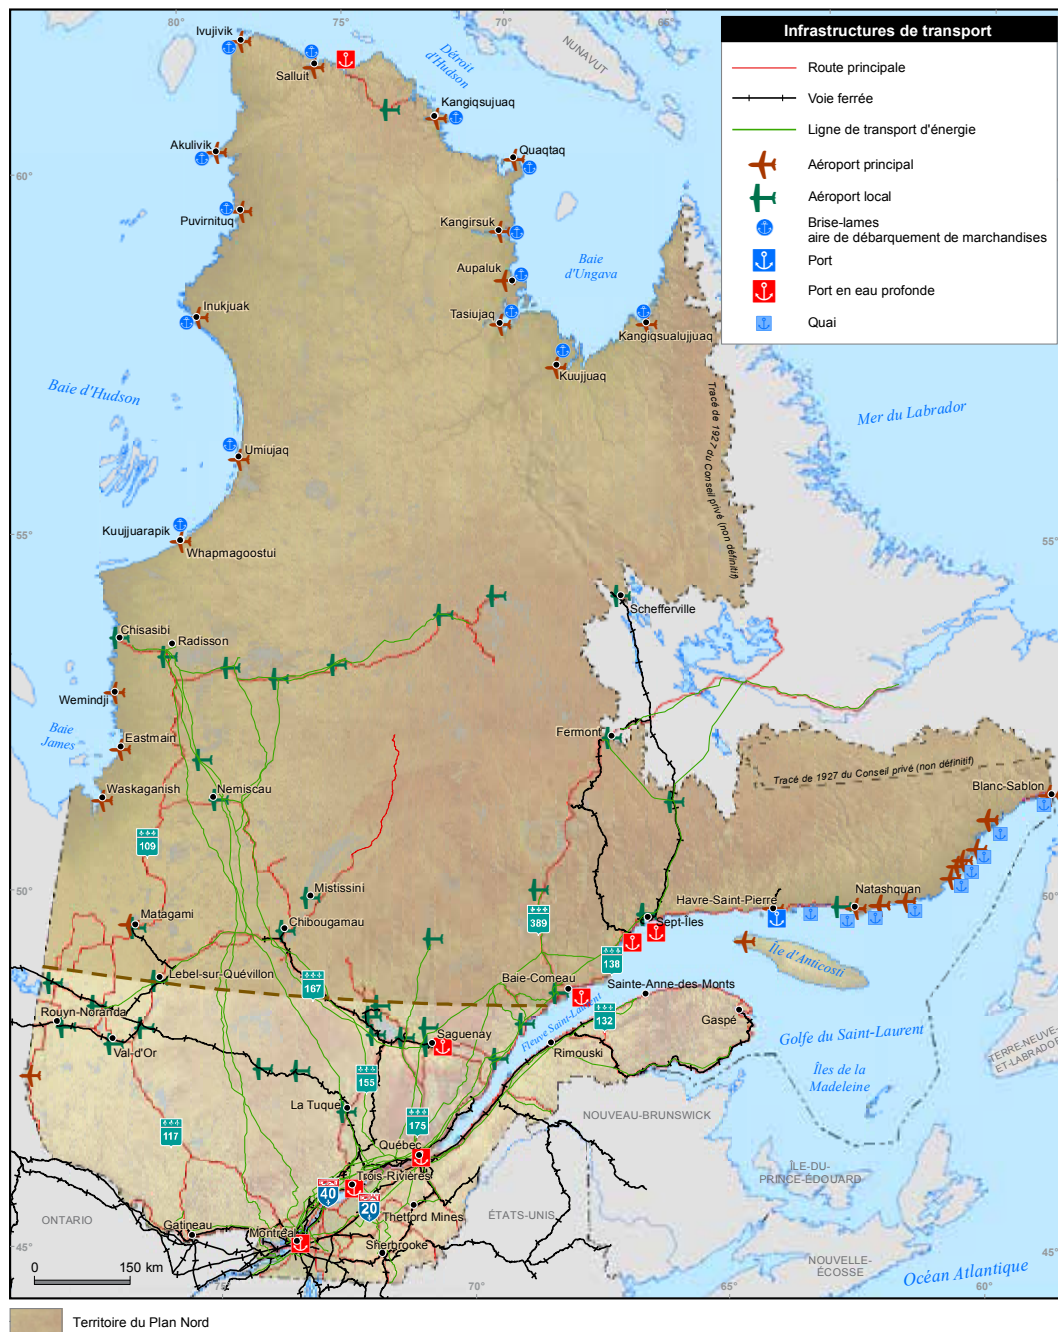 80°
75°
70°
65°
Infrastructures de transport
Route principale
Voie ferrée
Ligne de transport d'énergie
Aéroport principal
Aéroport local
Brise-lames
aire de débarquement de marchandises
Port
Port en eau profonde
Quai
Ivujivik
Salluit
Détroit
d'Hudson
NUNAVUT
Kangiqsujuaq
Akulivik
Quaqtaq
60°
Puvirnituq
Kangirsuk
Baie
d'Ungava
Aupaluk
Inukjuak
Tasiujaq
Kangiqsualujjuaq
Kuujjuaq
Baie d'Hudson
Mer du Labrador
Tracé de 1927 du Conseil privé (non définitif)
Umiujaq
Kuujjuarapik
Whapmagoostui
55°
55°
Schefferville
Chisasibi
Radisson
Wemindji
Baie
James
Eastmain
Fermont
Tracé de 1927 du Conseil privé (non définitif)
Blanc-Sablon
Waskaganish
Nemiscau
109
Mistissini
50°
50°
Havre-Saint-Pierre
Natashquan
Matagami
Chibougamau
389
Sept-Îles
Île d'Anticosti
138
Lebel-sur-Quévillon
167
Baie-Comeau
Sainte-Anne-des-Monts
Rouyn-Noranda
Fleuve Saint-Laurent
132
Gaspé
Golfe du Saint-Laurent
Val-d'Or
Saguenay
Rimouski
TERRE-NEUVE-
ET-LABRADOR
Îles de la
Madeleine
155
La Tuque
NOUVEAU-BRUNSWICK
117
175
Québec
ÎLE-DU-
PRINCE-ÉDOUARD
Trois-Rivières
40
20
Thetford Mines
ÉTATS-UNIS
ONTARIO
Gatineau
Montréal
Sherbrooke
45°
45°
NOUVELLE-
ÉCOSSE
Océan Atlantique
0
150 km
75°
70°
65°
60°
Territoire du Plan Nord